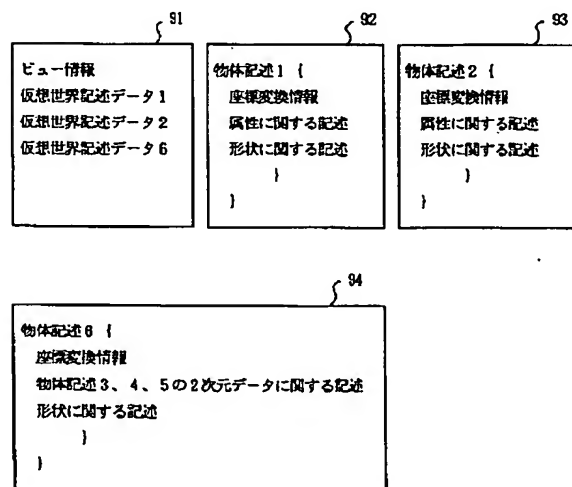 91
ビュー情報
仮想世界記述データ1
仮想世界記述データ2
仮想世界記述データ6
92
物体記述1 {
座標変換情報
属性に関する記述
形状に関する記述
}
}
93
物体記述2 {
座標変換情報
属性に関する記述
形状に関する記述
}
}
94
物体記述6 {
座標変換情報
物体記述3、4、5の2次元データに関する記述
形状に関する記述
}
}